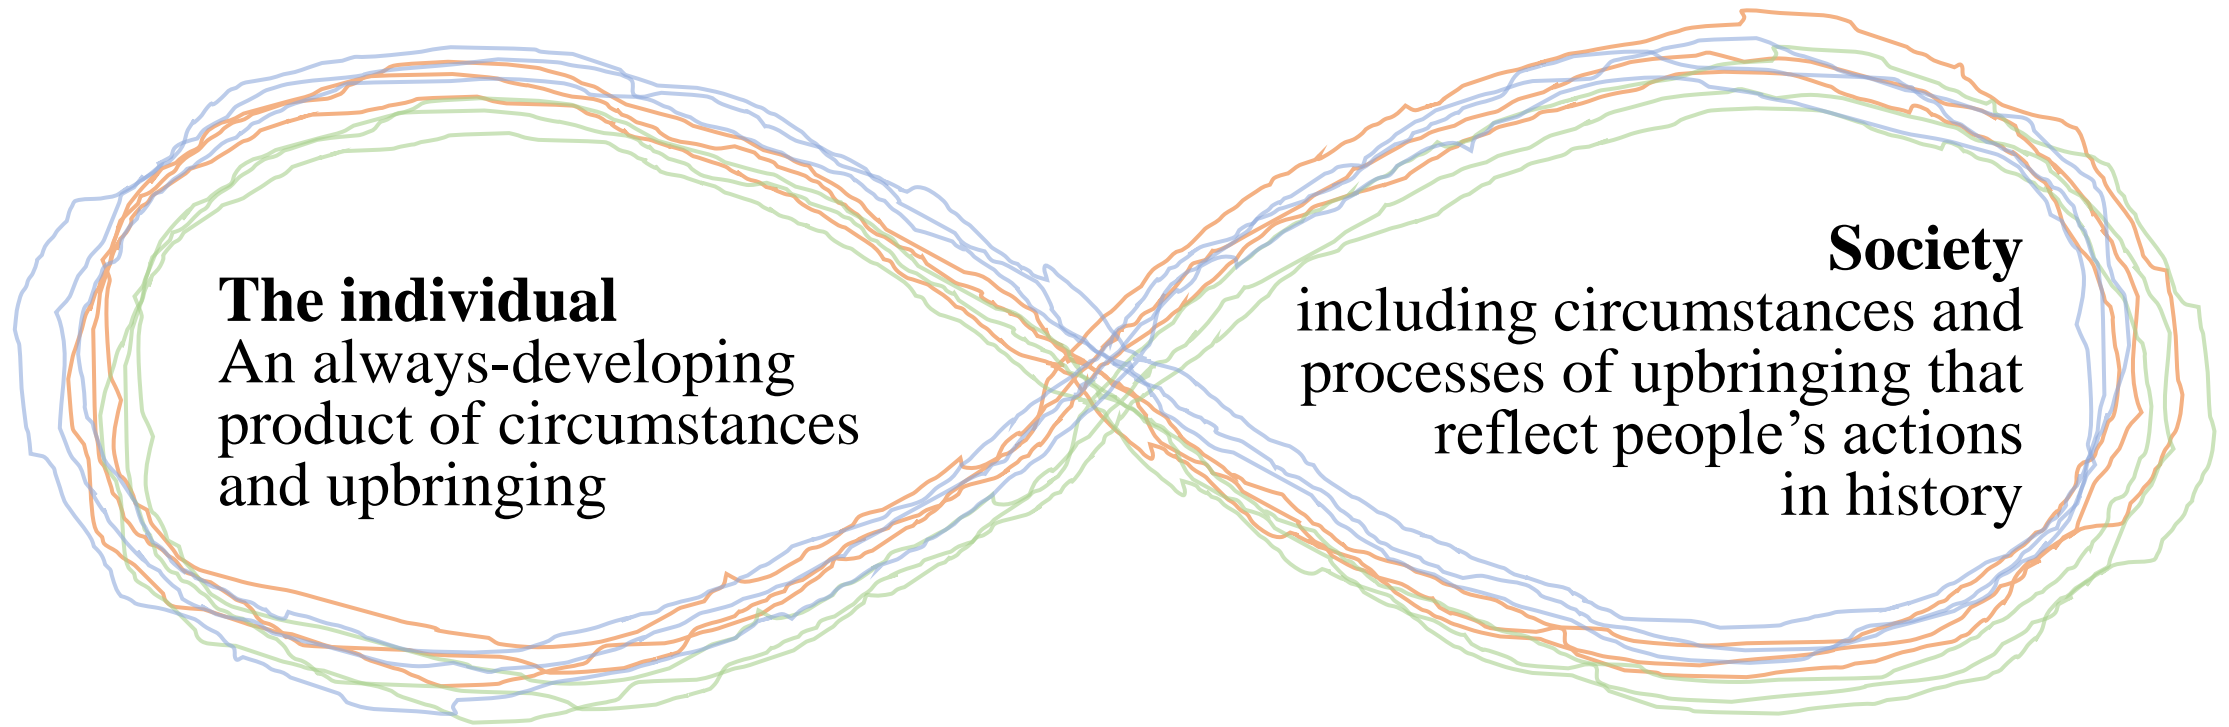 The individual
An always-developing
product of circumstances
and upbringing
Society
including circumstances and
processes of upbringing that
reflect people’s actions
in history